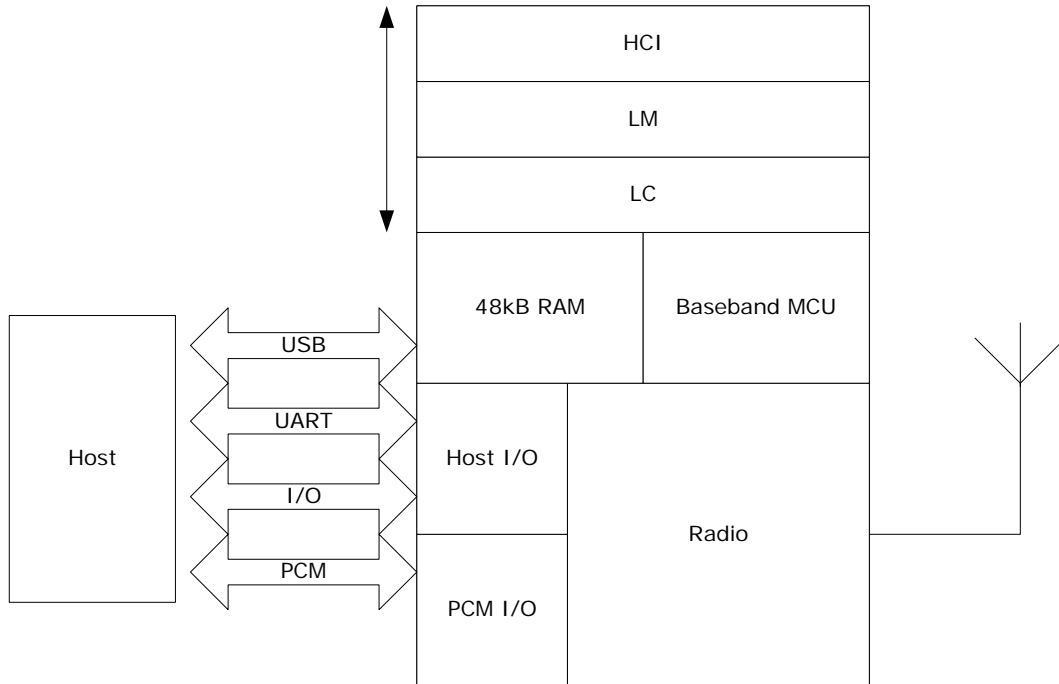 HCI
LM
LC
48kB RAM
Baseband MCU
USB
UART
Host
Host I/O
I/O
Radio
PCM
PCM I/O